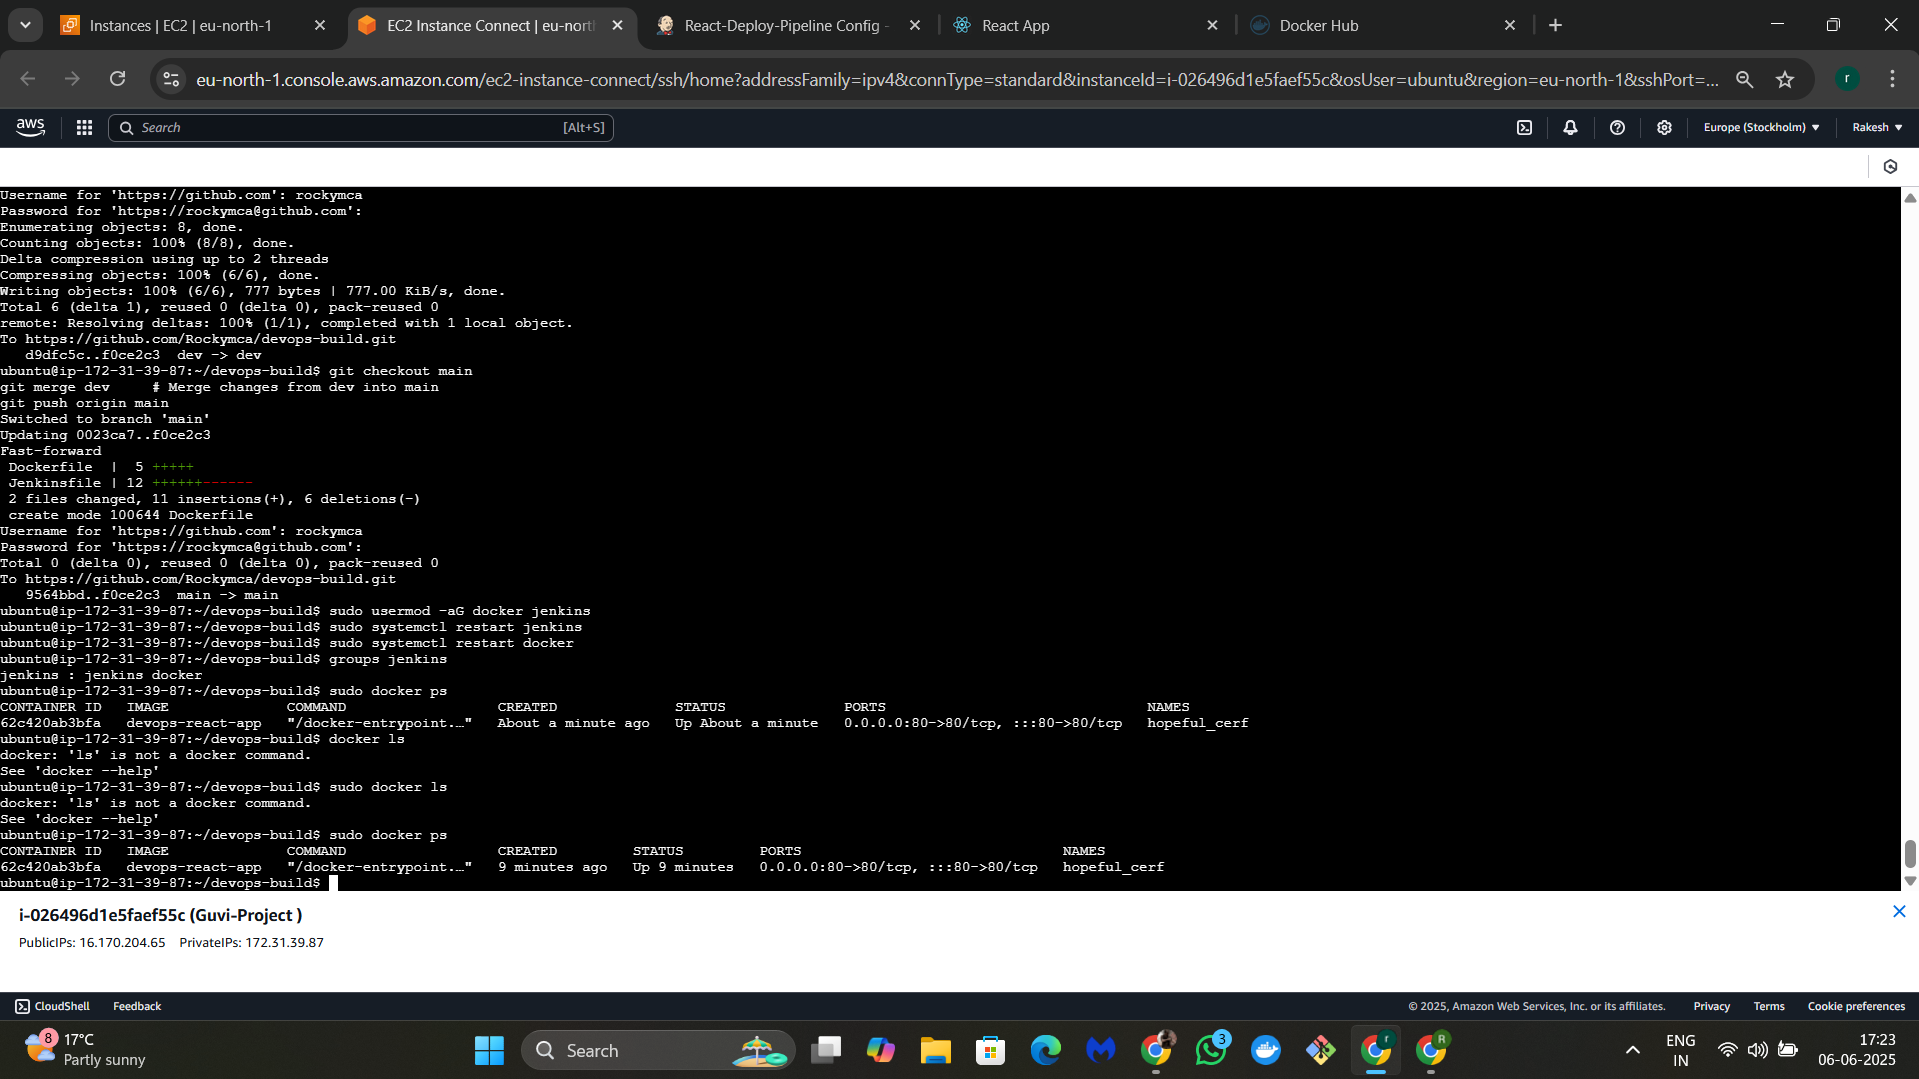 Instances | EC2 | eu-north-1
EC2 Instance Connect | eu-nort
React-Deploy-Pipeline Config -
React App
Docker Hub
eu-north-1.console.aws.amazon.com/ec2-instance-connect/ssh/home?addressFamily=ipv4&connType=standard&instanceId=i-026496d1e5faef55c&osUser=ubuntu&region=eu-north-1&sshPort=...
r
aws
Search
[Alt+S]
Europe (Stockholm)
Rakesh
Username for 'https://github.com': rockymca
Password for 'https://rockymca@github.com':
Enumerating objects: 8, done.
Counting objects: 100% (8/8), done.
Delta compression using up to 2 threads
Compressing objects: 100% (6/6), done.
Writing objects: 100% (6/6), 777 bytes | 777.00 KiB/s, done.
Total 6 (delta 1), reused 0 (delta 0), pack-reused 0
remote: Resolving deltas: 100% (1/1), completed with 1 local object.
To https://github.com/Rockymca/devops-build.git
   d9dfc5c..f0ce2c3  dev -> dev
ubuntu@ip-172-31-39-87:~/devops-build$ git checkout main
git merge dev     # Merge changes from dev into main
git push origin main
Switched to branch 'main'
Updating 0023ca7..f0ce2c3
Fast-forward
 Dockerfile  |  5 +++++
 Jenkinsfile | 12 ++++++------
 2 files changed, 11 insertions(+), 6 deletions(-)
 create mode 100644 Dockerfile
Username for 'https://github.com': rockymca
Password for 'https://rockymca@github.com':
Total 0 (delta 0), reused 0 (delta 0), pack-reused 0
To https://github.com/Rockymca/devops-build.git
   9564bbd..f0ce2c3  main -> main
ubuntu@ip-172-31-39-87:~/devops-build$ sudo usermod -aG docker jenkins
ubuntu@ip-172-31-39-87:~/devops-build$ sudo systemctl restart jenkins
ubuntu@ip-172-31-39-87:~/devops-build$ sudo systemctl restart docker
ubuntu@ip-172-31-39-87:~/devops-build$ groups jenkins
jenkins : jenkins docker
ubuntu@ip-172-31-39-87:~/devops-build$ sudo docker ps
CONTAINER ID   IMAGE              COMMAND                  CREATED              STATUS              PORTS                               NAMES
62c420ab3bfa   devops-react-app   "/docker-entrypoint.…"   About a minute ago   Up About a minute   0.0.0.0:80->80/tcp, :::80->80/tcp   hopeful_cerf
ubuntu@ip-172-31-39-87:~/devops-build$ docker ls
docker: 'ls' is not a docker command.
See 'docker --help'
ubuntu@ip-172-31-39-87:~/devops-build$ sudo docker ls
docker: 'ls' is not a docker command.
See 'docker --help'
ubuntu@ip-172-31-39-87:~/devops-build$ sudo docker ps
CONTAINER ID   IMAGE              COMMAND                  CREATED         STATUS         PORTS                               NAMES
62c420ab3bfa   devops-react-app   "/docker-entrypoint.…"   9 minutes ago   Up 9 minutes   0.0.0.0:80->80/tcp, :::80->80/tcp   hopeful_cerf
ubuntu@ip-172-31-39-87:~/devops-build$
i-026496d1e5faef55c (Guvi-Project )
PublicIPs: 16.170.204.65   PrivateIPs: 172.31.39.87
CloudShell
Feedback
© 2025, Amazon Web Services, Inc. or its affiliates.
Privacy
Terms
Cookie preferences
8
17°C
Partly sunny
Search
3
r
R
ENG
IN
17:23
06-06-2025